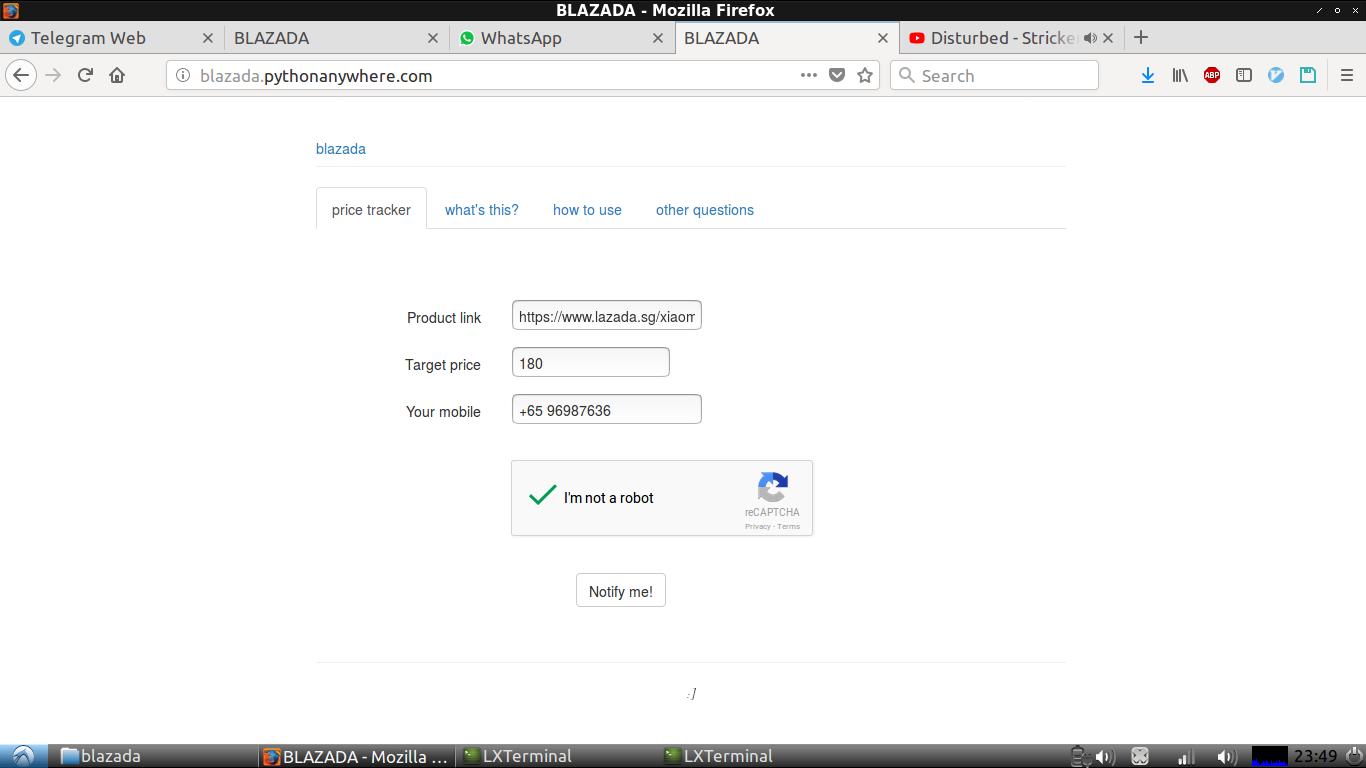 BLAZADA - Mozilla Firefox
Telegram Web
BLAZADA
WhatsApp
BLAZADA
Disturbed - Stricke
blazada.pythonanywhere.com
Search
ABP
blazada
price tracker
what's this?
how to use
other questions
Product link
https://www.lazada.sg/xiaom
Target price
180
Your mobile
+65 96987636
I'm not a robot
reCAPTCHA
Privacy - Terms
Notify me!
:]
blazada
BLAZADA - Mozilla ...
LXTerminal
LXTerminal
23:49